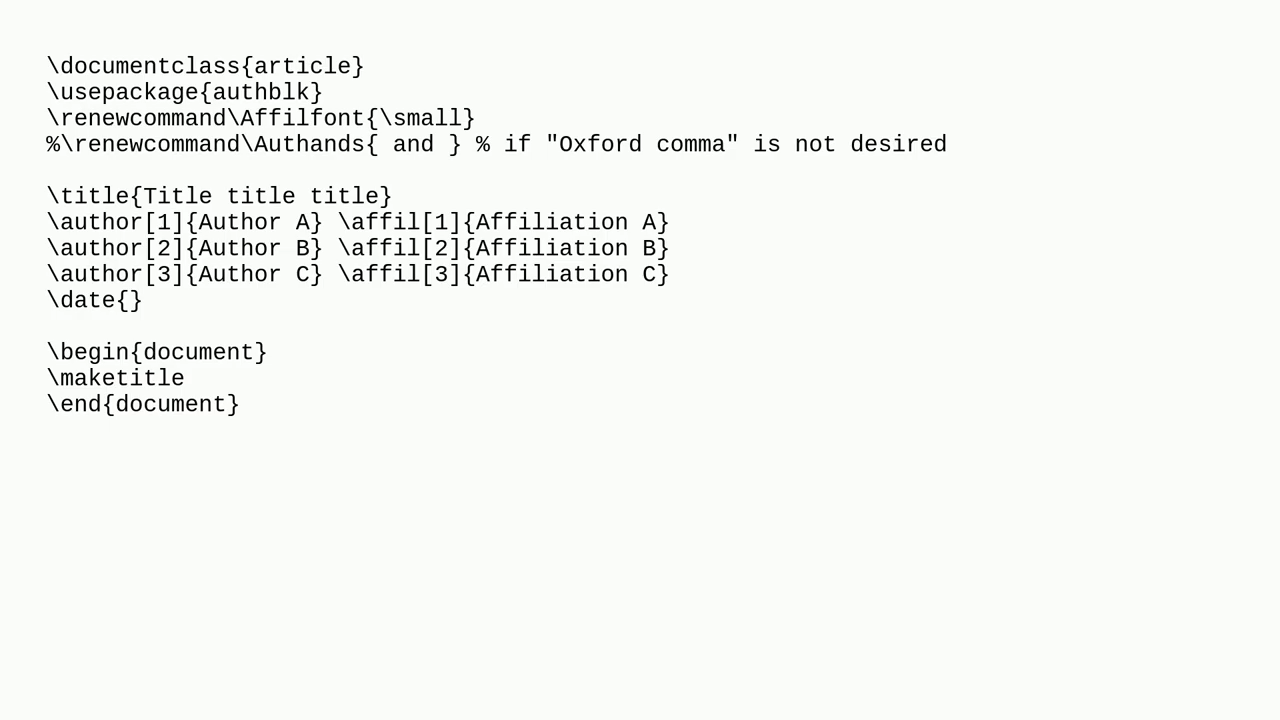 \documentclass{article}
\usepackage{authblk}
\renewcommand\Affilfont{\small}
%\renewcommand\Authands{ and } % if "Oxford comma" is not desired
\title{Title title title}
\author[1]{Author A} \affil[1]{Affiliation A}
\author[2]{Author B} \affil[2]{Affiliation B}
\author[3]{Author C} \affil[3]{Affiliation C}
\date{}
\begin{document}
\maketitle
\end{document}